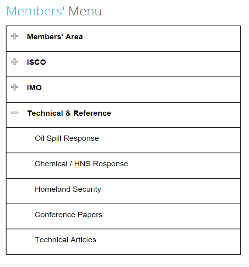 Members' Menu
Members' Area
ISCO
IMO
Technical & Reference
Oil Spill Response
Chemical / HNS Response
Homeland Security
Conference Papers
Technical Articles